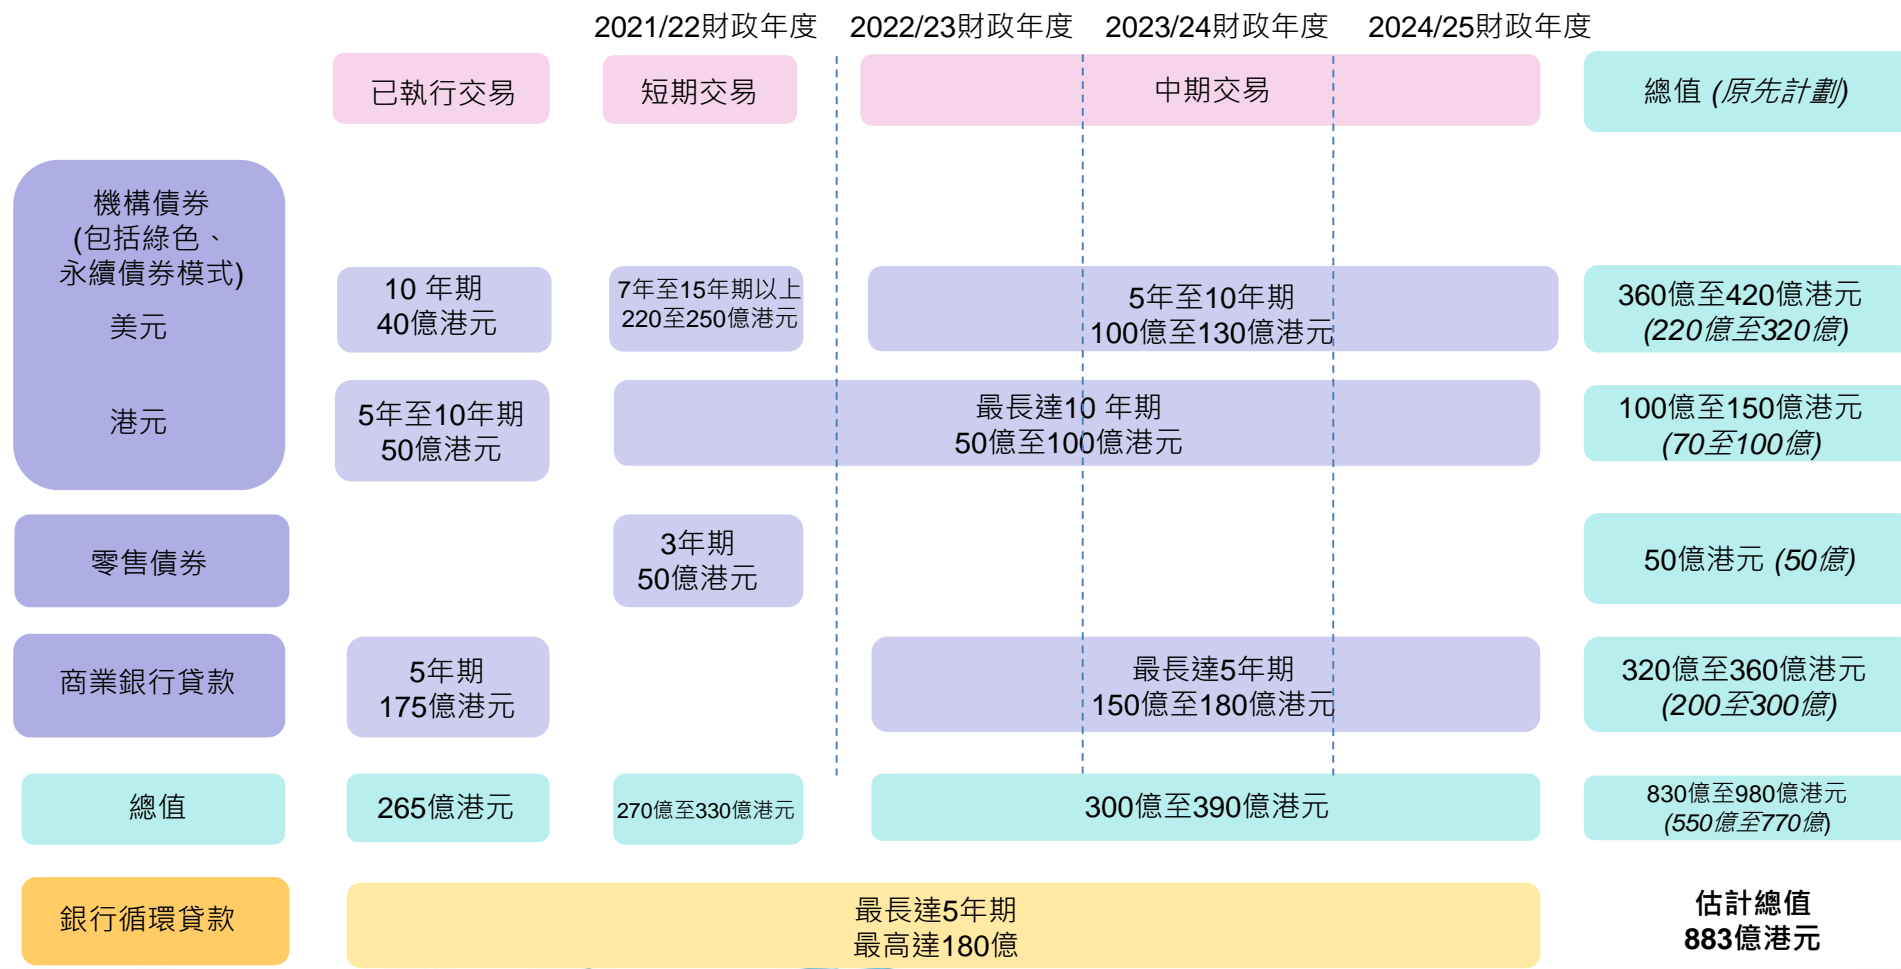 2021/22財政年度 2022/23財政年度 2023/24財政年度 2024/25財政年度
已執行交易 短期交易 中期交易 總值 (原先計劃)
機構債券
(包括綠色、
永續債券模式)
美元
10 年期
40億港元
7年至15年期以上
220至250億港元
5年至10年期
100億至130億港元
360億至420億港元
(220億至320億)
港元
5年至10年期
50億港元
最長達10 年期
50億至100億港元
100億至150億港元
(70至100億)
零售債券
3年期
50億港元
50億港元 (50億)
商業銀行貸款
5年期
175億港元
最長達5年期
150億至180億港元
320億至360億港元
(200至300億)
總值
265億港元
270億至330億港元
300億至390億港元
830億至980億港元
(550億至770億)
銀行循環貸款
最長達5年期
最高達180億
估計總值
883億港元